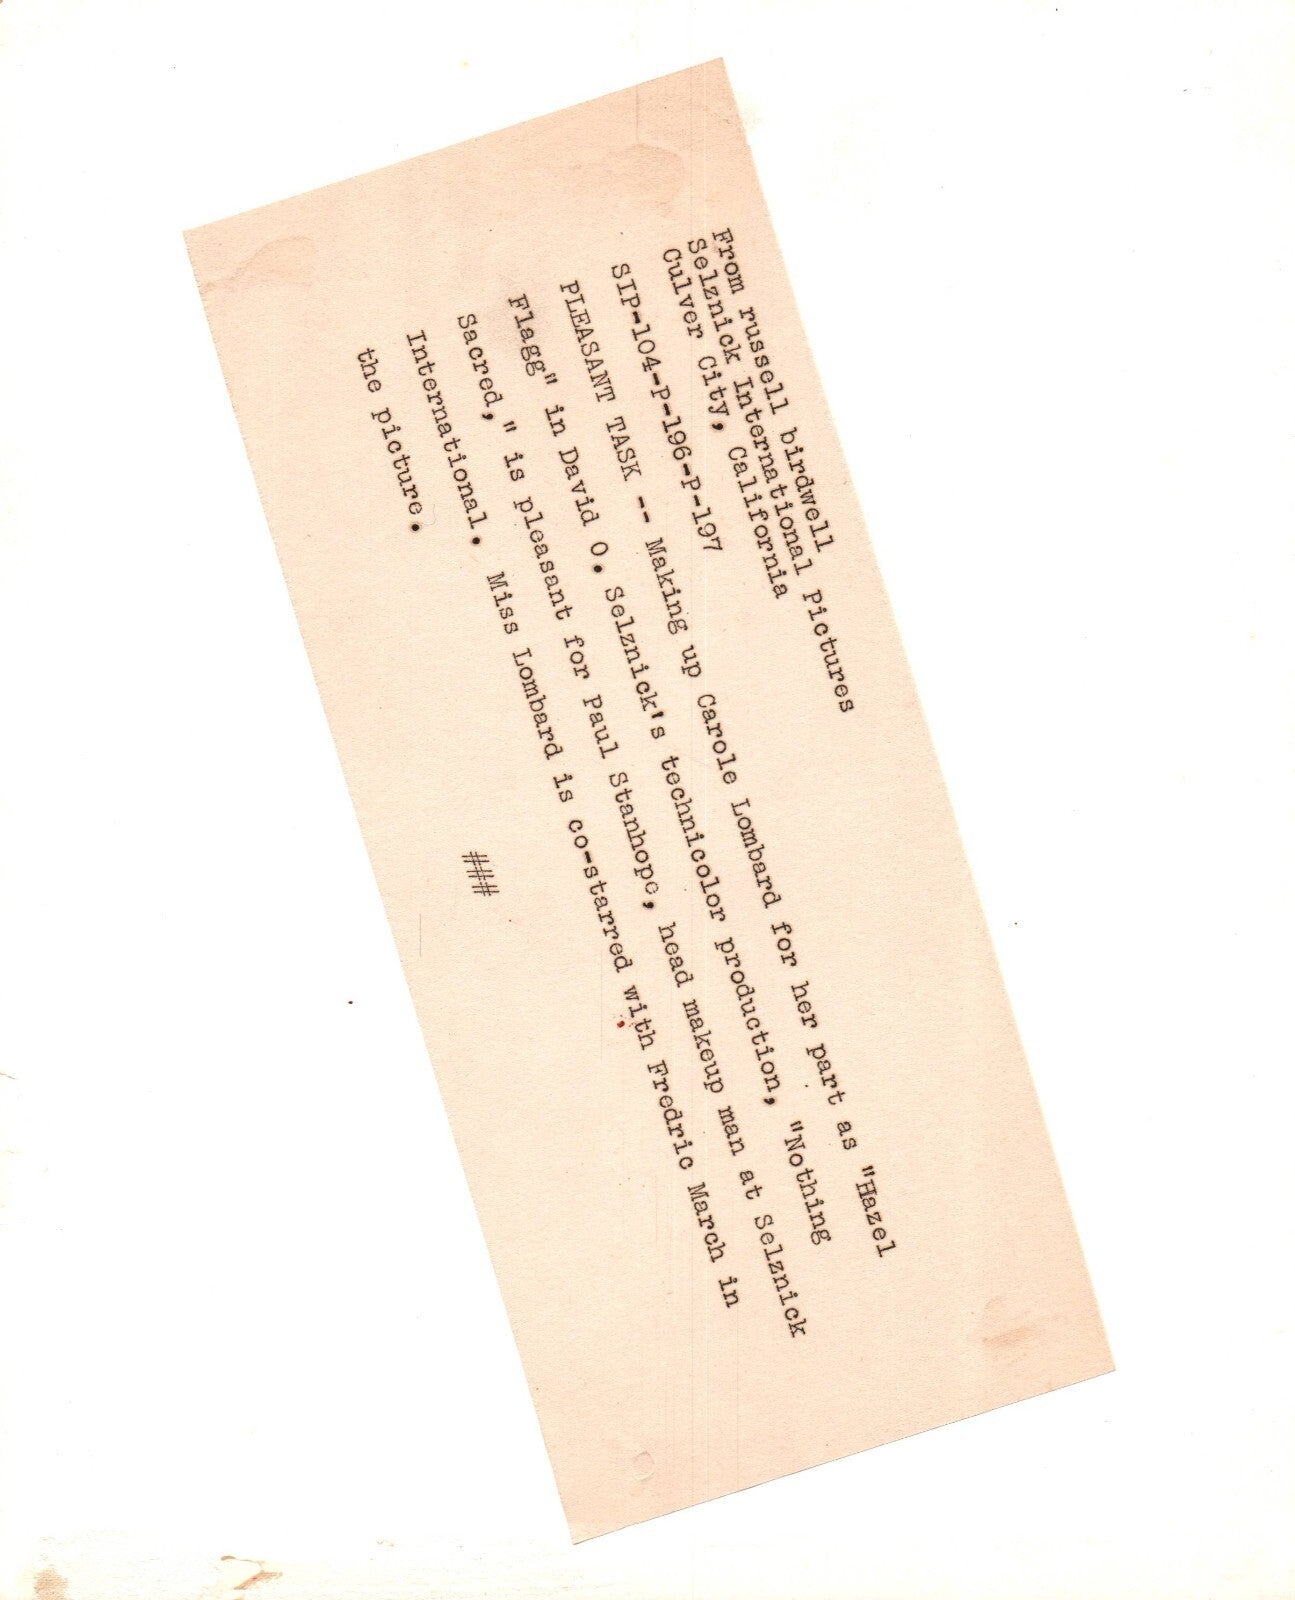 From russell birdwell
Selznick International Pictures
Culver City, California
SIP-104-P-196-P-197
PLEASANT TASK -- Making up Carole Lombard for her part as "Hazel
Flagg" in David O. Selznick's technicolor production, "Nothing
Sacred," is pleasant for Paul Stanhope, head makeup man at Selznick
International. Miss Lombard is co-starred with Fredric March in
the picture.
###